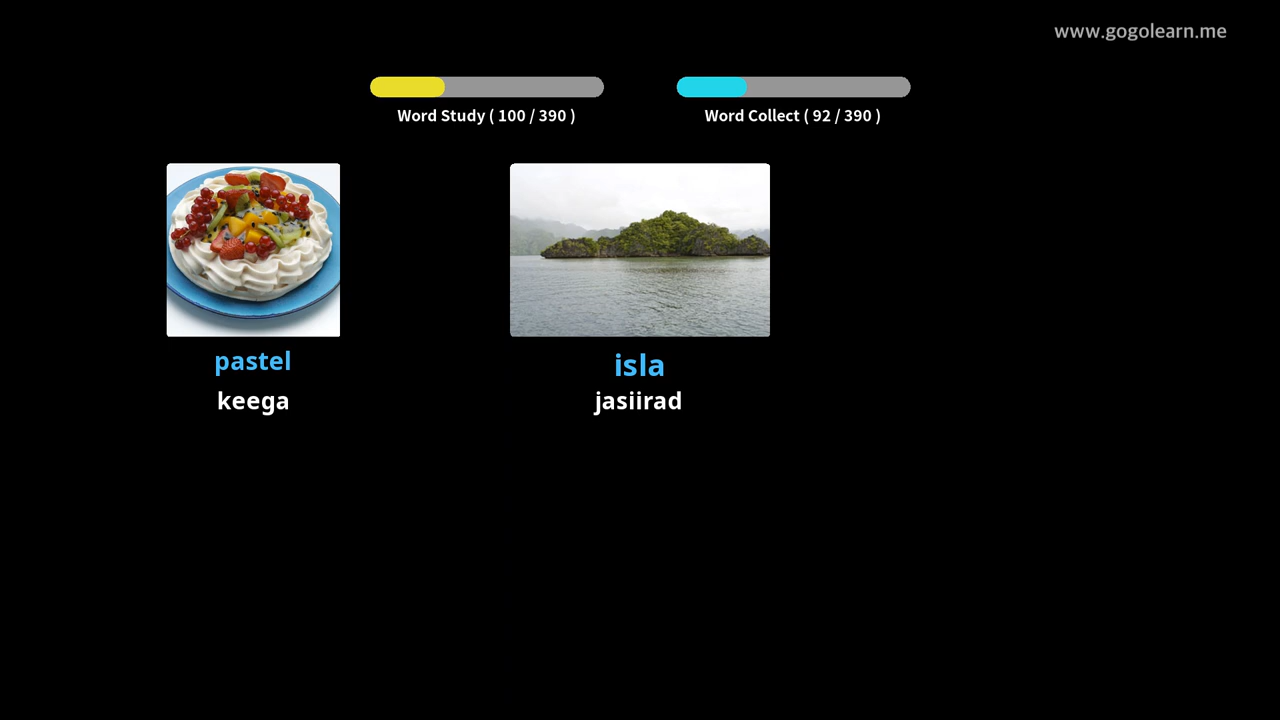 www.gogolearn.me
Word Study ( 100 / 390 )
Word Collect ( 92 / 390 )
pastel
keega
isla
jasiirad